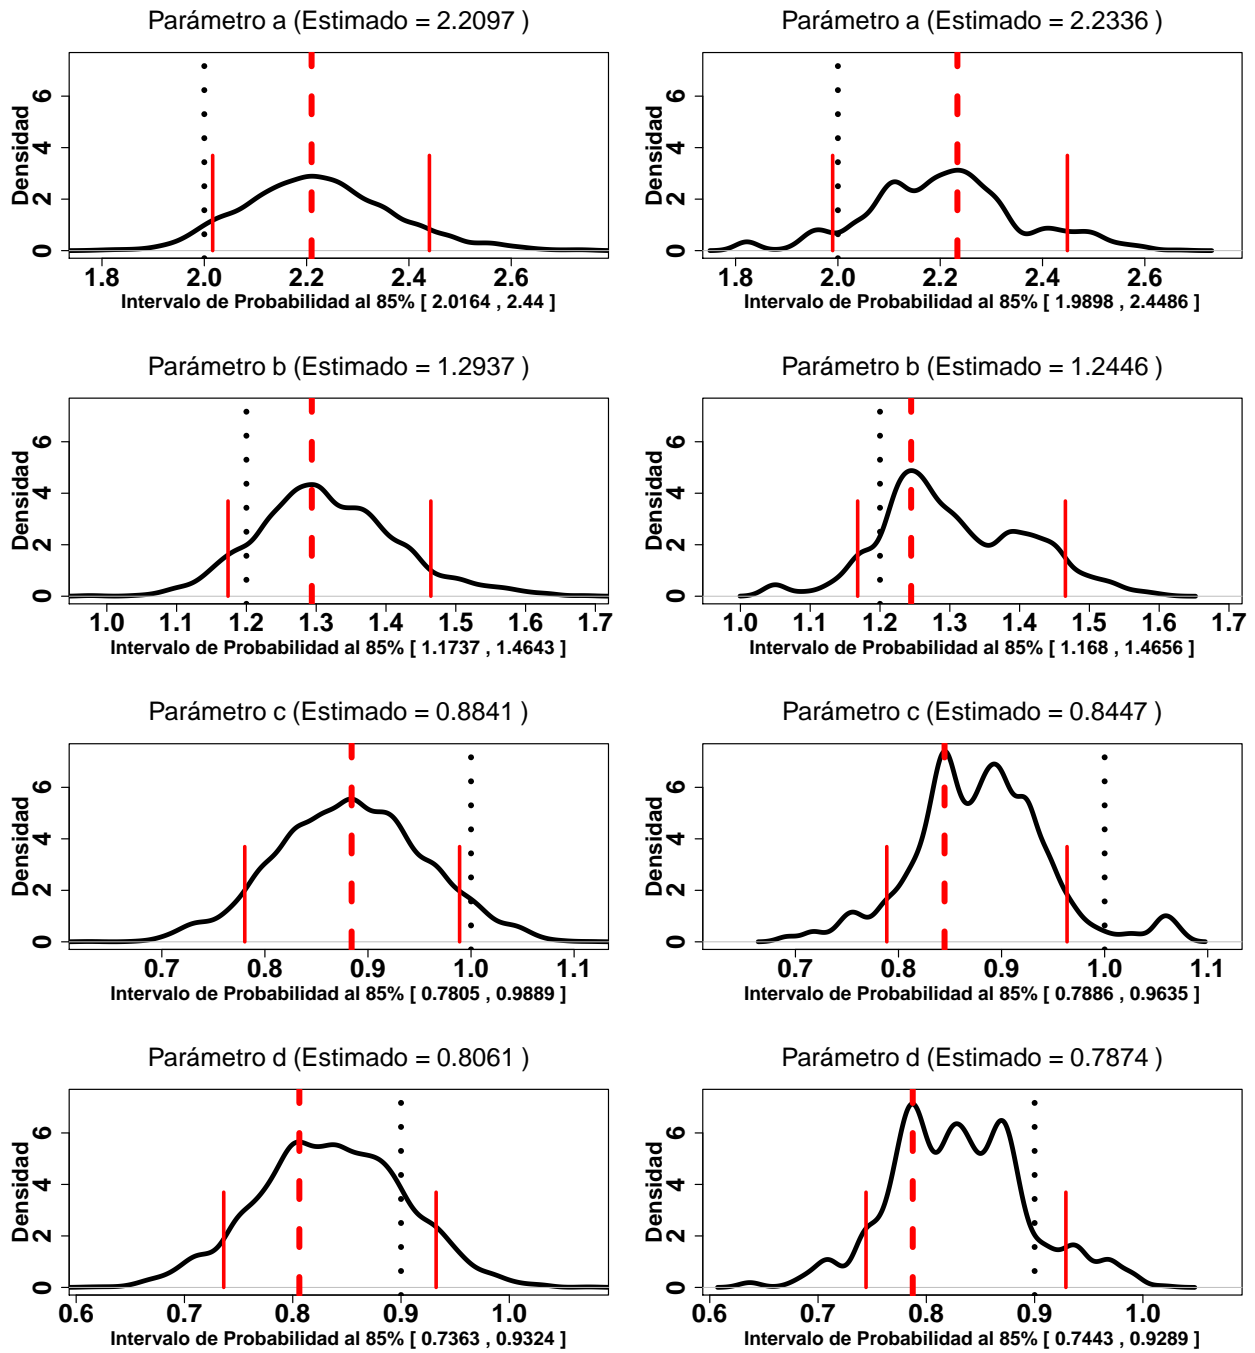 Parámetro a (Estimado = 2.2097 )
Densidad
0 2 4 6
1.8 2.0 2.2 2.4 2.6
Intervalo de Probabilidad al 85% [ 2.0164 , 2.44 ]
Parámetro a (Estimado = 2.2336 )
Densidad
0 2 4 6
1.8 2.0 2.2 2.4 2.6
Intervalo de Probabilidad al 85% [ 1.9898 , 2.4486 ]
Parámetro b (Estimado = 1.2937 )
Densidad
0 2 4 6
1.0 1.1 1.2 1.3 1.4 1.5 1.6 1.7
Intervalo de Probabilidad al 85% [ 1.1737 , 1.4643 ]
Parámetro b (Estimado = 1.2446 )
Densidad
0 2 4 6
1.0 1.1 1.2 1.3 1.4 1.5 1.6 1.7
Intervalo de Probabilidad al 85% [ 1.168 , 1.4656 ]
Parámetro c (Estimado = 0.8841 )
Densidad
0 2 4 6
0.7 0.8 0.9 1.0 1.1
Intervalo de Probabilidad al 85% [ 0.7805 , 0.9889 ]
Parámetro c (Estimado = 0.8447 )
Densidad
0 2 4 6
0.7 0.8 0.9 1.0 1.1
Intervalo de Probabilidad al 85% [ 0.7886 , 0.9635 ]
Parámetro d (Estimado = 0.8061 )
Densidad
0 2 4 6
0.6 0.7 0.8 0.9 1.0
Intervalo de Probabilidad al 85% [ 0.7363 , 0.9324 ]
Parámetro d (Estimado = 0.7874 )
Densidad
0 2 4 6
0.6 0.7 0.8 0.9 1.0
Intervalo de Probabilidad al 85% [ 0.7443 , 0.9289 ]